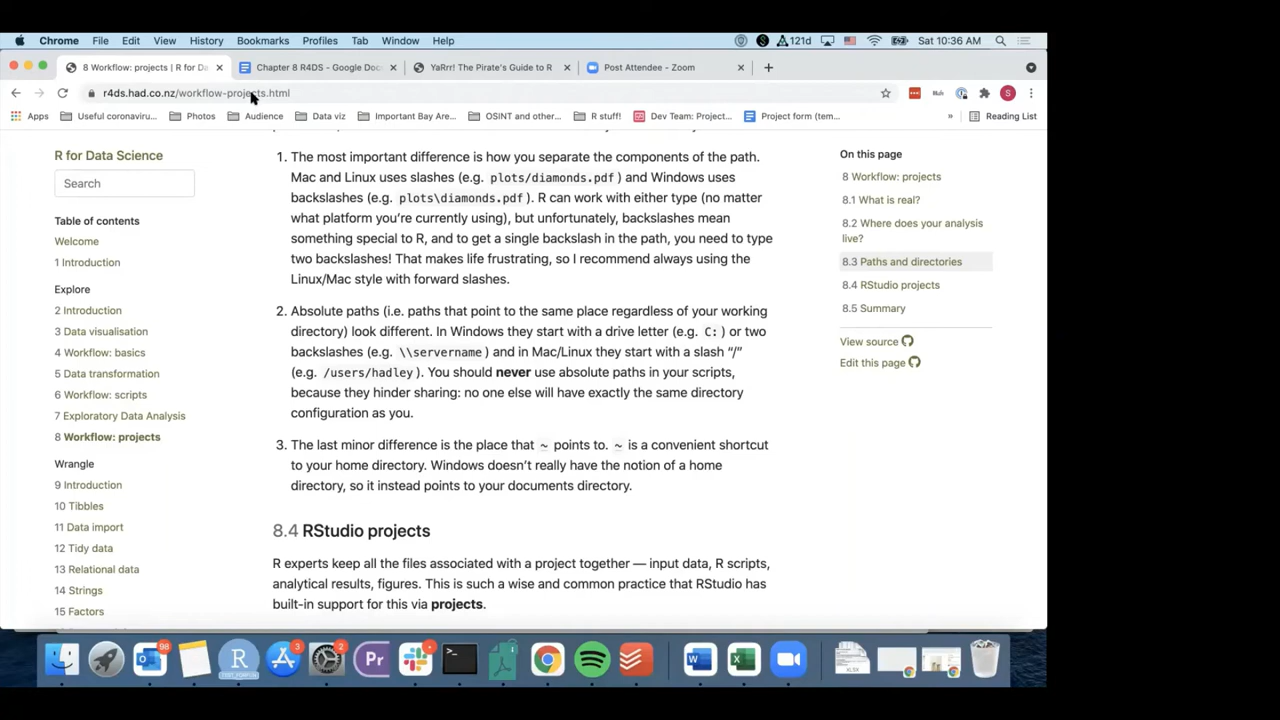 Chrome File Edit View History Bookmarks Profiles Tab Window Help 121d Sat 10:36 AM
8 Workflow: projects | R for Da Chapter 8 R4DS - Google Doc YaRrr! The Pirate's Guide to R Post Attendee - Zoom
r4ds.had.co.nz/workflow-projects.html S
Apps Useful coronaviru... Photos Audience Data viz Important Bay Are... OSINT and other... R stuff! Dev Team: Project... Project form (tem... » Reading List
R for Data Science
Search
Table of contents
Welcome
1 Introduction
Explore
2 Introduction
3 Data visualisation
4 Workflow: basics
5 Data transformation
6 Workflow: scripts
7 Exploratory Data Analysis
8 Workflow: projects
Wrangle
9 Introduction
10 Tibbles
11 Data import
12 Tidy data
13 Relational data
14 Strings
15 Factors
1. The most important difference is how you separate the components of the path.
Mac and Linux uses slashes (e.g. plots/diamonds.pdf) and Windows uses
backslashes (e.g. plots\diamonds.pdf). R can work with either type (no matter
what platform you're currently using), but unfortunately, backslashes mean
something special to R, and to get a single backslash in the path, you need to type
two backslashes! That makes life frustrating, so I recommend always using the
Linux/Mac style with forward slashes.
2. Absolute paths (i.e. paths that point to the same place regardless of your working
directory) look different. In Windows they start with a drive letter (e.g. C:) or two
backslashes (e.g. \\servername) and in Mac/Linux they start with a slash “/”
(e.g. /users/hadley). You should never use absolute paths in your scripts,
because they hinder sharing: no one else will have exactly the same directory
configuration as you.
3. The last minor difference is the place that ~ points to. ~ is a convenient shortcut
to your home directory. Windows doesn't really have the notion of a home
directory, so it instead points to your documents directory.
8.4 RStudio projects
R experts keep all the files associated with a project together — input data, R scripts,
analytical results, figures. This is such a wise and common practice that RStudio has
built-in support for this via projects.
On this page
8 Workflow: projects
8.1 What is real?
8.2 Where does your analysis
live?
8.3 Paths and directories
8.4 RStudio projects
8.5 Summary
View source
Edit this page
98 R 3 2 Pr W X